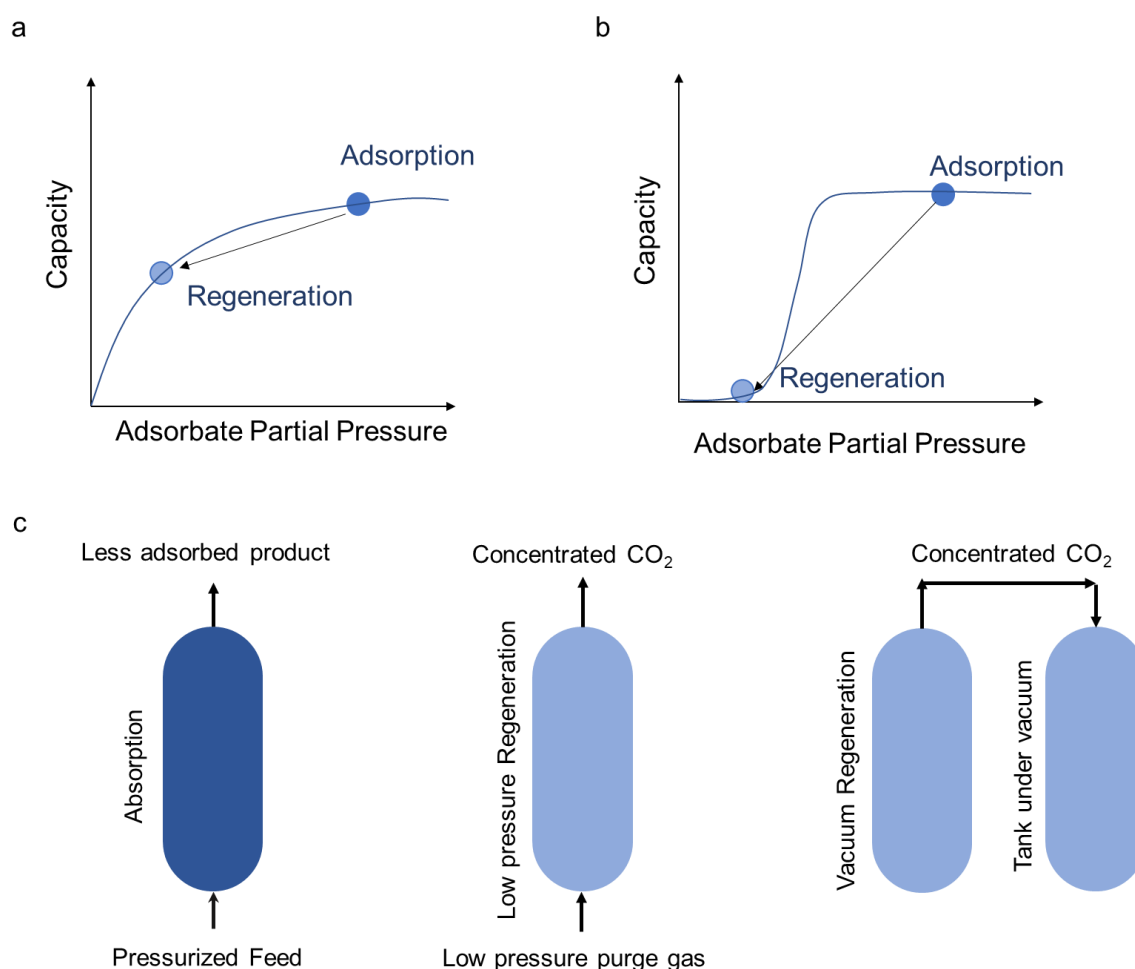 a
Capacity
Adsorption
Regeneration
Adsorbate Partial Pressure
b
Capacity
Adsorption
Regeneration
Adsorbate Partial Pressure
c
Less adsorbed product
Absorption
Pressurized Feed
Concentrated CO₂
Low pressure Regeneration
Low pressure purge gas
Concentrated CO₂
Vacuum Regeneration
Tank under vacuum